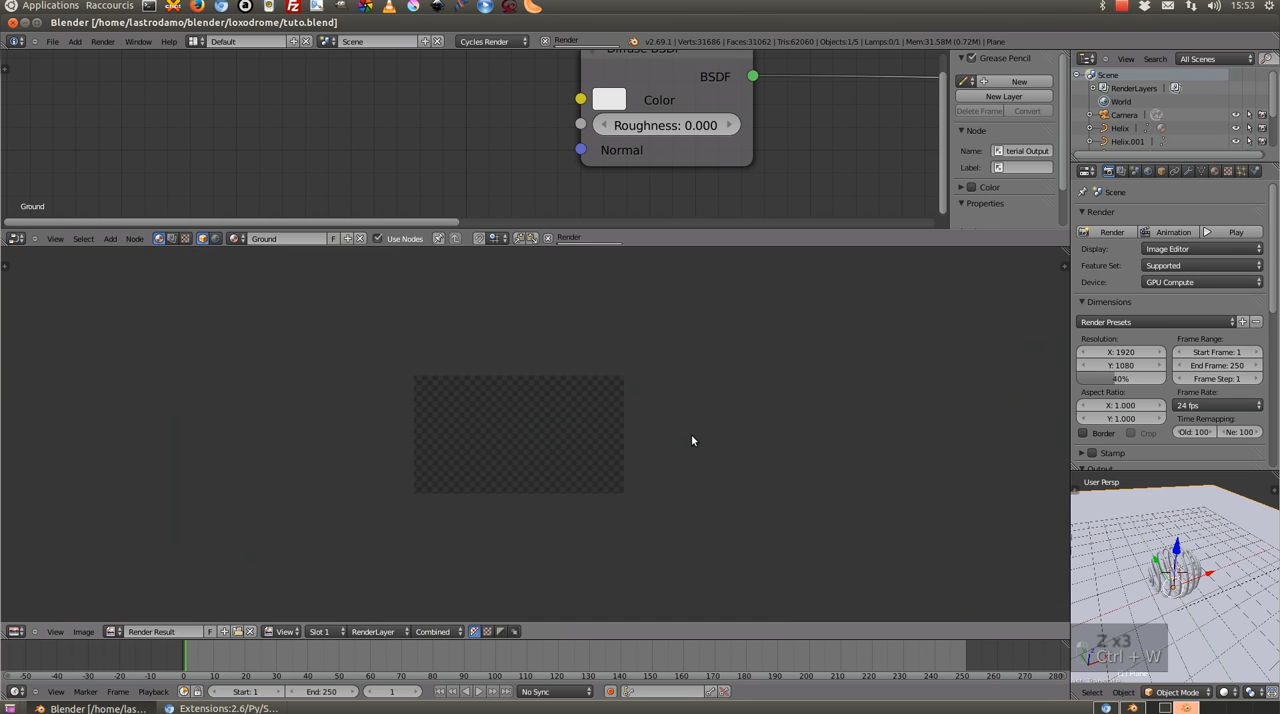 Applications Raccourcis 15:53
Blender [/home/lastrodamo/blender/loxodrome/tuto.blend]
File Add Render Window Help Default Scene Cycles Render Render v2.69.1 | Verts:31686 | Faces:31062 | Tris:62060 | Objects:1/5 | Lamps:0/1 | Mem:31.58M (0.72M) | Plane
View Search All Scenes
BSDF
Color
Roughness: 0.000
Normal
Ground
Grease Pencil
New
New Layer
Delete Frame Convert
Node
Name: terial Output
Label:
Color
Properties
Scene
RenderLayers
World
Camera
Helix
Helix.001
View Select Add Node Ground F Use Nodes Render
Scene
Render
Render Animation Play
Display: Image Editor
Feature Set: Supported
Device: GPU Compute
Dimensions
Render Presets
Resolution: Frame Range:
X: 1920 Start Frame: 1
Y: 1080 End Frame: 250
40% Frame Step: 1
Aspect Ratio: Frame Rate:
X: 1.000 24 fps
Y: 1.000 Time Remapping:
Border Crop Old: 100 Ne: 100
Stamp
User Persp
Z x3
Ctrl + W
View Image Render Result F View Slot 1 RenderLayer Combined
-50 -40 -30 -20 -10 0 10 20 30 40 50 60 70 80 90 100 110 120 130 140 150 160 170 180 190 200 210 220 230 240 250 260 270 280
View Marker Frame Playback Start: 1 End: 250 1 No Sync
Select Object Object Mode
Blender [/home/las... Extensions:2.6/Py/S...